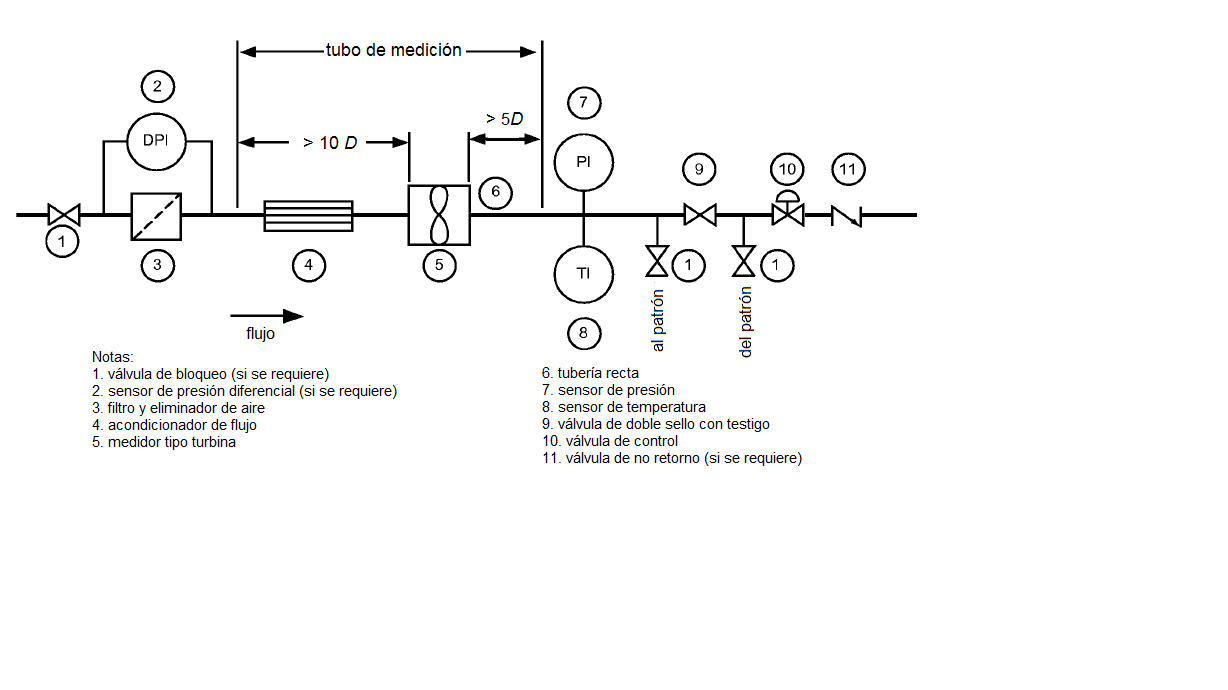 tubo de medición
2
> 5D
7
DPI
> 10 D
PI
9
10
11
6
1
3
4
5
TI
1
1
flujo
8
al patrón
del patrón
Notas:
1. válvula de bloqueo (si se requiere)
2. sensor de presión diferencial (si se requiere)
3. filtro y eliminador de aire
4. acondicionador de flujo
5. medidor tipo turbina
6. tubería recta
7. sensor de presión
8. sensor de temperatura
9. válvula de doble sello con testigo
10. válvula de control
11. válvula de no retorno (si se requiere)